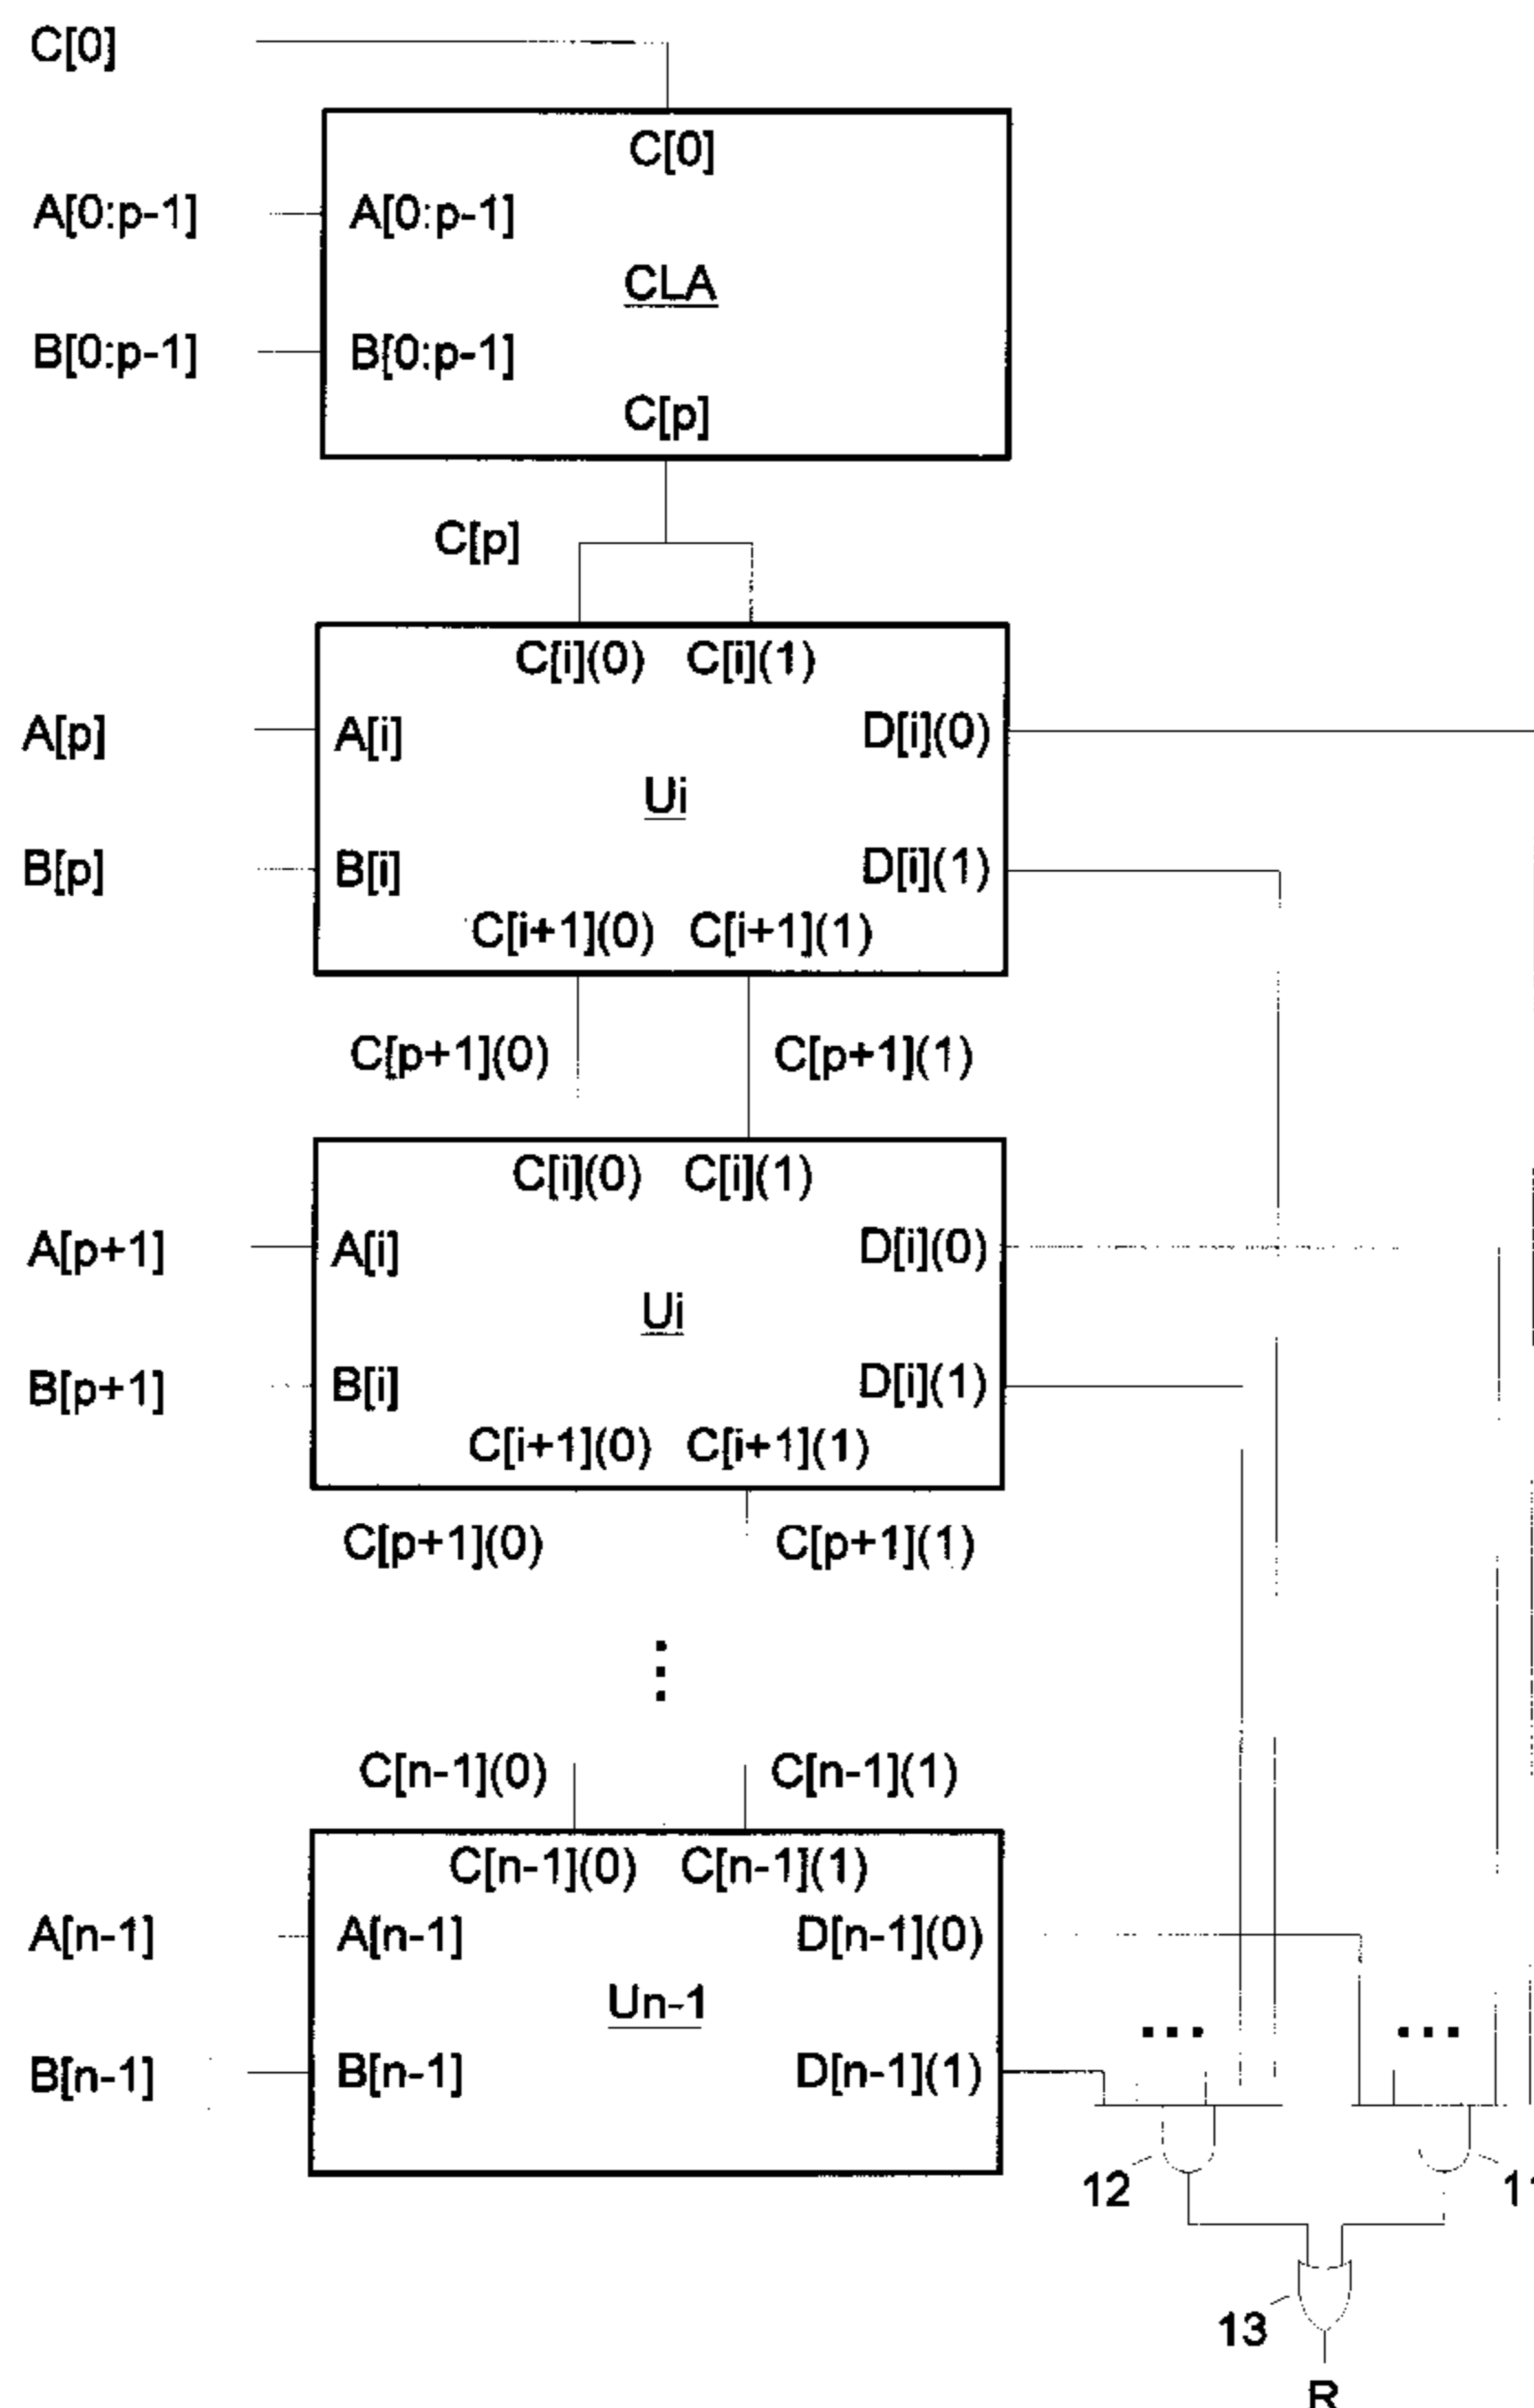 C[0]
C[0]
A[0:p-1] A[0:p-1]
CLA
B[0:p-1] B[0:p-1]
C[p]
C[p]
C[i](0) C[i](1)
A[p] A[i] D[i](0)
Ui
B[p] B[i] D[i](1)
C[i+1](0) C[i+1](1)
C[p+1](0) C[p+1](1)
C[i](0) C[i](1)
A[p+1] A[i] D[i](0)
Ui
B[p+1] B[i] D[i](1)
C[i+1](0) C[i+1](1)
C[p+1](0) C[p+1](1)
C[n-1](0) C[n-1](1)
C[n-1](0) C[n-1](1)
A[n-1] A[n-1] D[n-1](0)
Un-1
B[n-1] B[n-1] D[n-1](1)
12 11
13
R